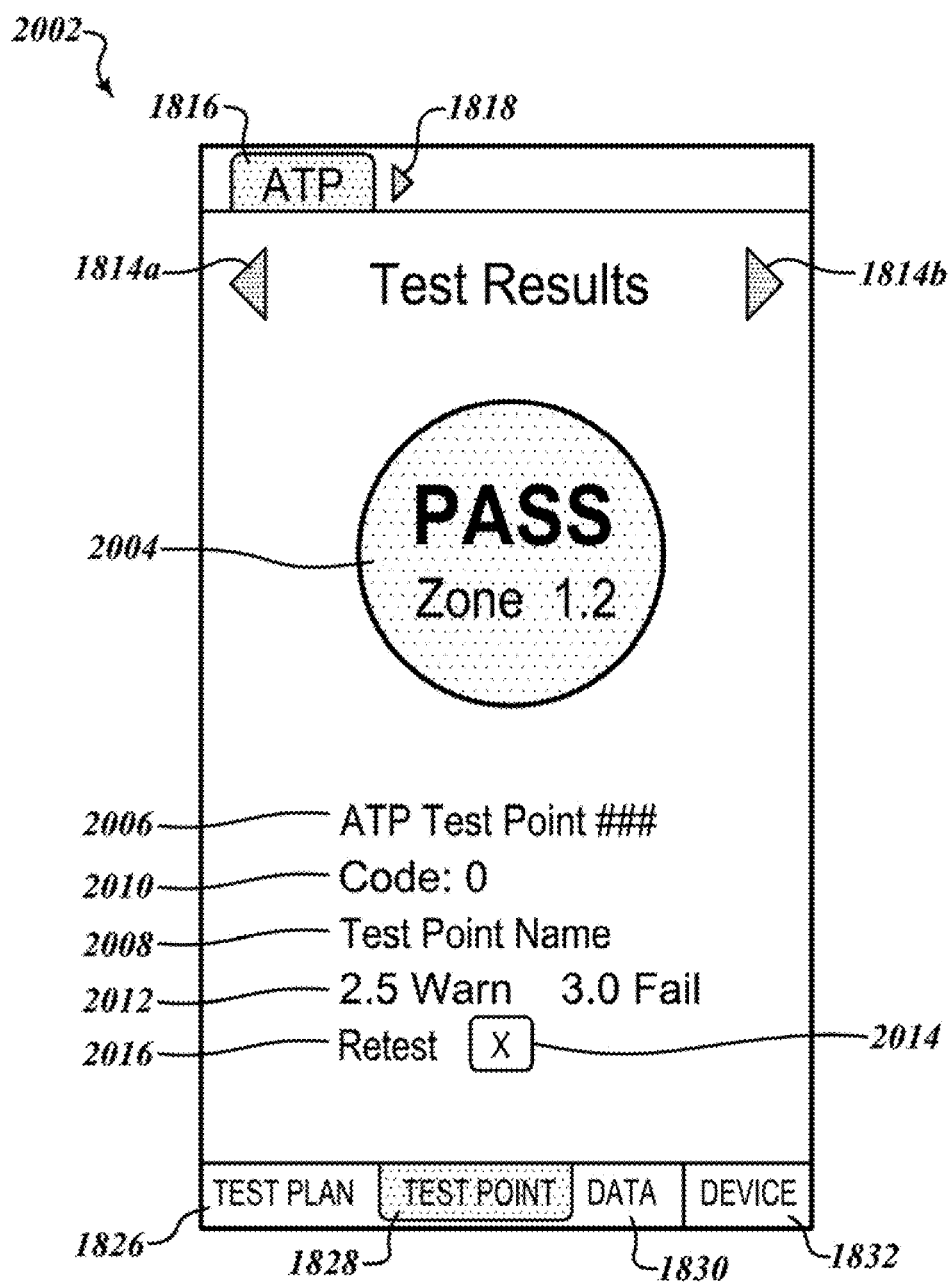 2002
1816
1818
ATP
1814a
Test Results
1814b
PASS
2004
Zone 1.2
2006
ATP Test Point ###
2010
Code: 0
2008
Test Point Name
2012
2.5 Warn 3.0 Fail
2016
Retest X
2014
TEST PLAN TEST POINT DATA DEVICE
1826
1828
1830
1832